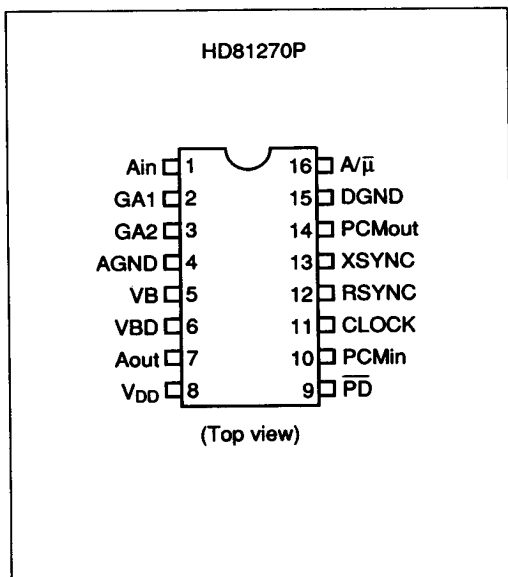 HD81270P
Ain 1 16 A/μ̅
GA1 2 15 DGND
GA2 3 14 PCMout
AGND 4 13 XSYNC
VB 5 12 RSYNC
VBD 6 11 CLOCK
Aout 7 10 PCMin
VDD 8 9 P̅D̅
(Top view)